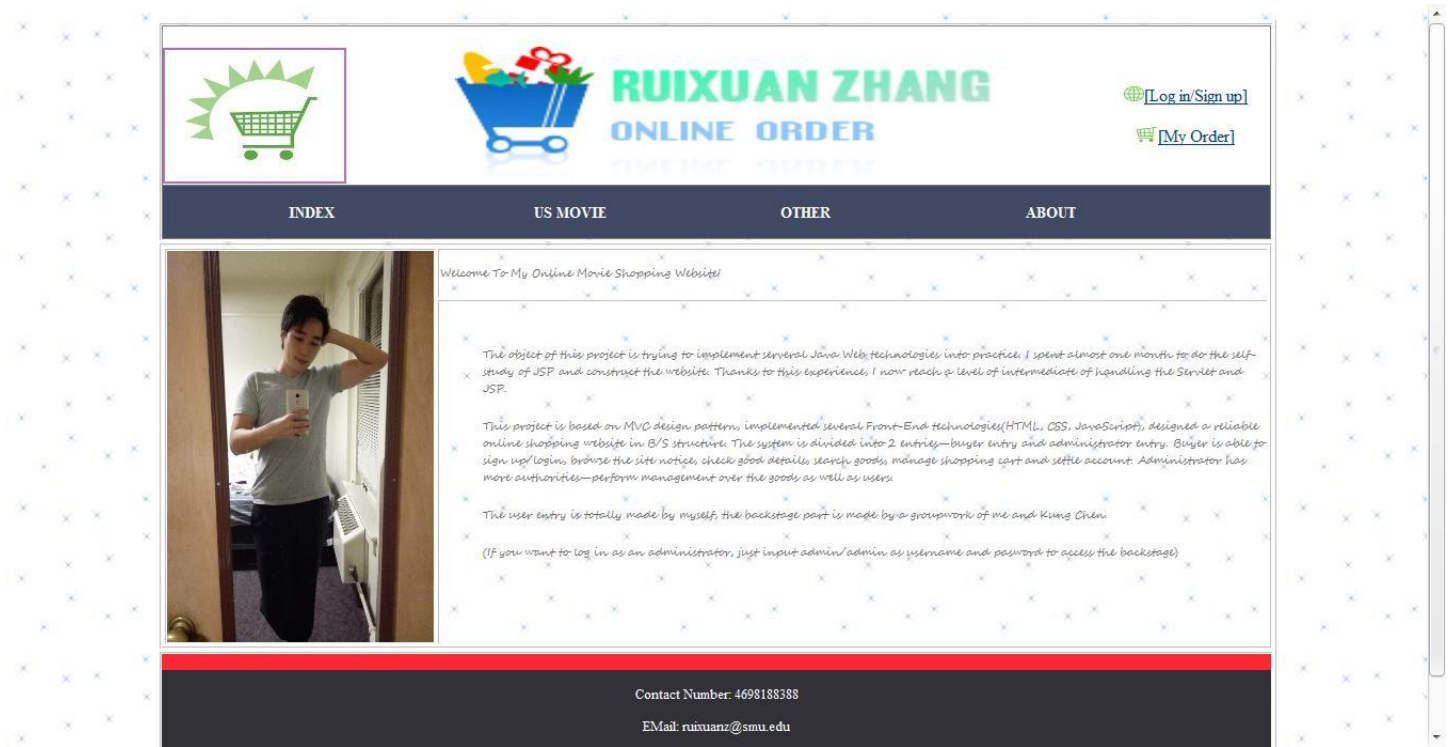 RUIXUAN ZHANG
ONLINE ORDER
[Log in/Sign up]
[My Order]
INDEX US MOVIE OTHER ABOUT
Welcome To My Online Movie Shopping Website!
The object of this project is trying to implement serveral Java Web technologies into practice. I spent almost one month to do the self-
study of JSP and construct the website. Thanks to this experience, I now reach a level of intermediate of handling the Servlet and
JSP.
This project is based on MVC design pattern, implemented several Front-End technologies(HTML, CSS, JavaScript), designed a reliable
online shopping website in B/S structure. The system is divided into 2 entries—buyer entry and administrator entry. Buyer is able to
sign up/login, browse the site notice, check good details, search goods, manage shopping cart and settle account. Administrator has
more authorities—perform management over the goods as well as users.
The user entry is totally made by myself, the backstage part is made by a groupwork of me and Kung Chen.
(If you want to log in as an administrator, just input admin/admin as username and pasword to access the backstage)
Contact Number: 4698188388
EMail: ruixuanz@smu.edu